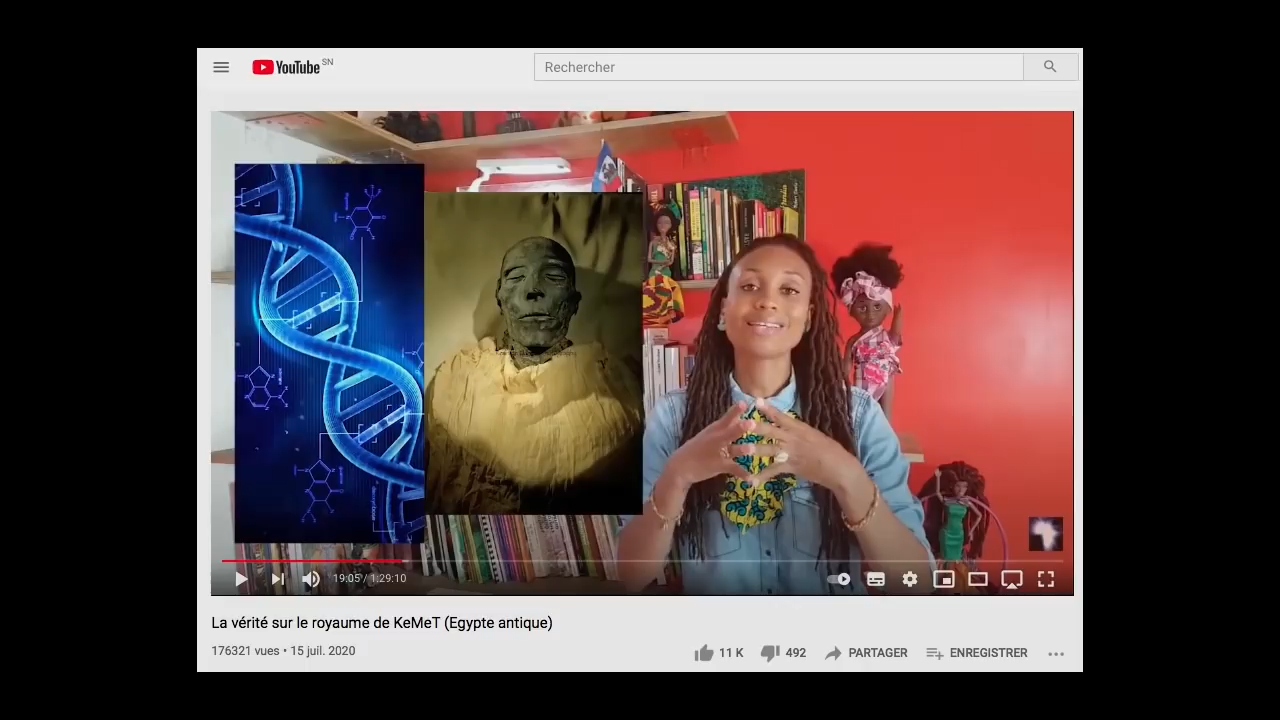 YouTube SN
Rechercher
19:05 / 1:29:10
La vérité sur le royaume de KeMeT (Egypte antique)
176321 vues • 15 juil. 2020
11 K
492
PARTAGER
ENREGISTRER